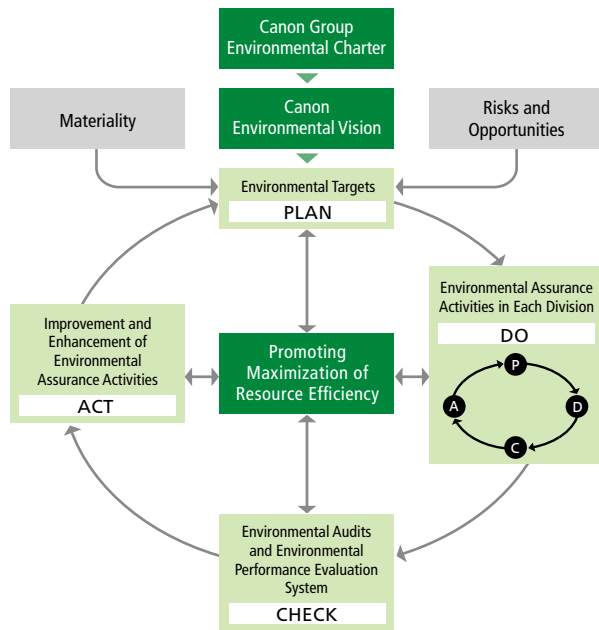 Canon Group
Environmental Charter
Materiality
Canon
Environmental Vision
Risks and
Opportunities
Environmental Targets
PLAN
Environmental Assurance
Activities in Each Division
DO
P
D
C
A
Improvement and
Enhancement of
Environmental
Assurance Activities
ACT
Promoting
Maximization of
Resource Efficiency
Environmental Audits
and Environmental
Performance Evaluation
System
CHECK